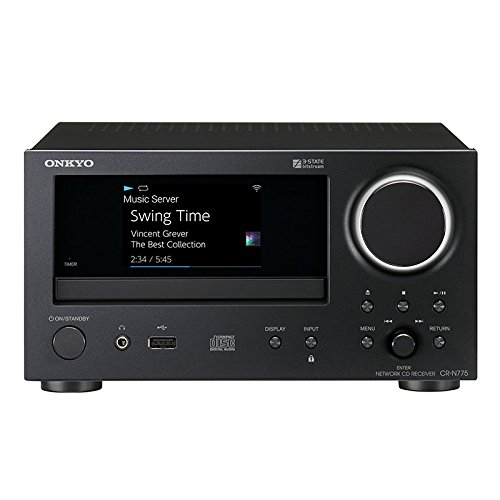 ONKYO
3-STATE
bitstream
Music Server
Swing Time
Vincent Grever
The Best Collection
2:34 / 5:45
TIMER
ON/STANDBY
COMPACT
disc
DIGITAL AUDIO
DISPLAY
INPUT
MENU
RETURN
ENTER
NETWORK CD RECEIVER CR-N775